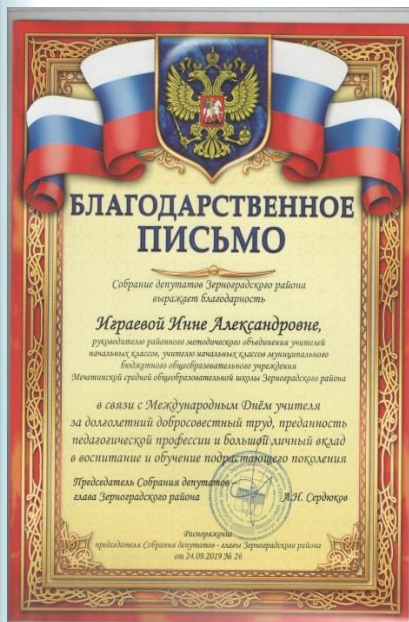 БЛАГОДАРСТВЕННОЕ
ПИСЬМО
Собрание депутатов Зерноградского района
выражает благодарность
Играевой Инне Александровне,
руководителю районного методического объединения учителей
начальных классов, учителю начальных классов муниципального
бюджетного общеобразовательного учреждения
Мечетинской средней общеобразовательной школы Зерноградского района
в связи с Международным Днём учителя
за долголетний добросовестный труд, преданность
педагогической профессии и большой личный вклад
в воспитание и обучение подрастающего поколения
Председатель Собрания депутатов –
глава Зерноградского района А.Н. Сердюков
Распоряжение
председателя Собрания депутатов - главы Зерноградского района
от 24.09.2019 № 26